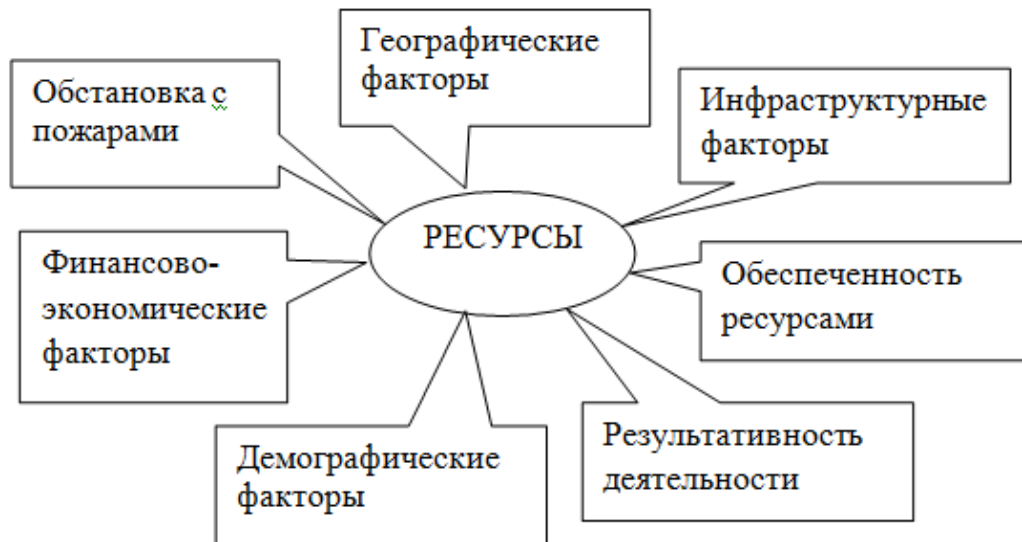 Географические
факторы
Обстановка с
пожарами
Инфраструктурные
факторы
РЕСУРСЫ
Финансово-
экономические
факторы
Обеспеченность
ресурсами
Демографические
факторы
Результативность
деятельности